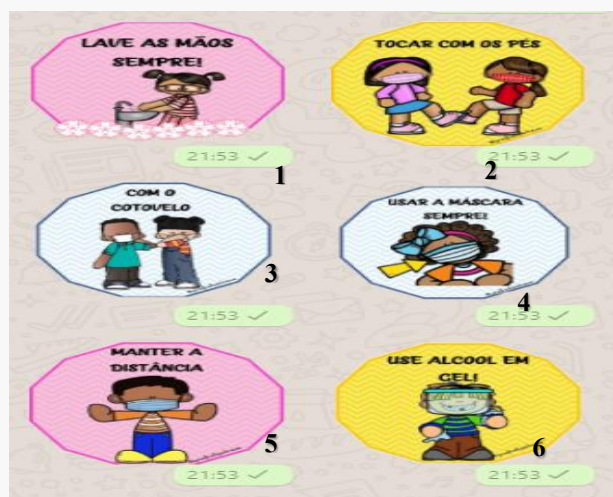 LAVE AS MÃOS
SEMPRE!
21:53
1
TOCAR COM OS PÉS
21:53
2
COM O
COTOVELO
21:53
3
USAR A MÁSCARA
SEMPRE!
21:53
4
MANTER A
DISTÂNCIA
21:53
5
USE ALCOOL EM
GEL!
21:53
6